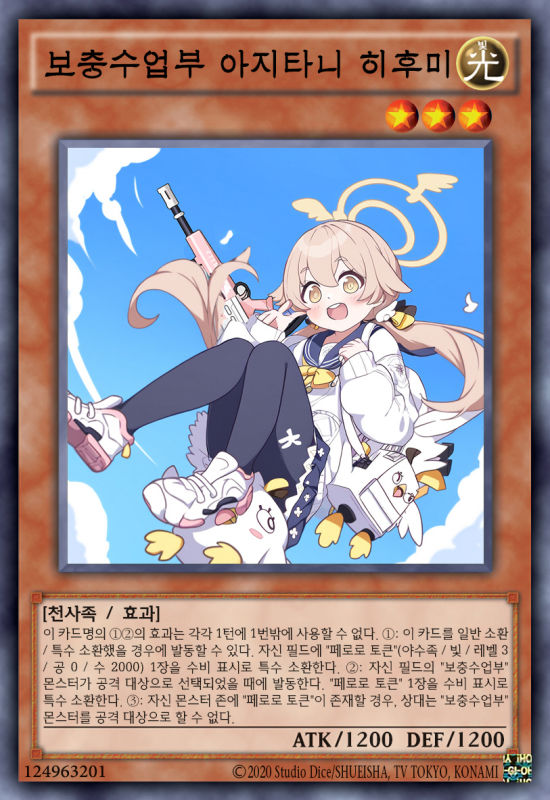 보충수업부 아지타니 히후미
빛
光
[천사족 / 효과]
이 카드명의 ①②의 효과는 각각 1턴에 1번밖에 사용할 수 없다. ①: 이 카드를 일반 소환
/ 특수 소환했을 경우에 발동할 수 있다. 자신 필드에 "페로로 토큰"(야수족 / 빛 / 레벨 3
/ 공 0 / 수 2000) 1장을 수비 표시로 특수 소환한다. ②: 자신 필드의 "보충수업부"
몬스터가 공격 대상으로 선택되었을 때에 발동한다. "페로로 토큰" 1장을 수비 표시로
특수 소환한다. ③: 자신 몬스터 존에 "페로로 토큰"이 존재할 경우, 상대는 "보충수업부"
몬스터를 공격 대상으로 할 수 없다.
ATK/1200 DEF/1200
124963201 ©2020 Studio Dice/SHUEISHA, TV TOKYO, KONAMI